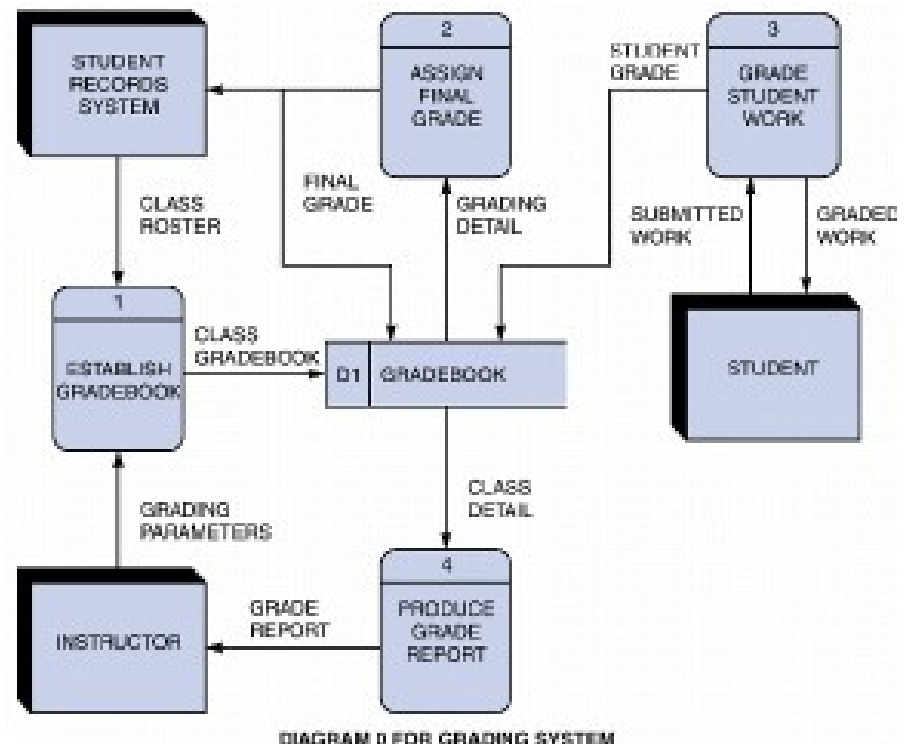 STUDENT
RECORDS
SYSTEM
2
ASSIGN
FINAL
GRADE
STUDENT
GRADE
3
GRADE
STUDENT
WORK
CLASS
ROSTER
FINAL
GRADE
GRADING
DETAIL
SUBMITTED
WORK
GRADED
WORK
1
ESTABLISH
GRADEBOOK
CLASS
GRADEBOOK
D1
GRADEBOOK
STUDENT
CLASS
DETAIL
GRADING
PARAMETERS
INSTRUCTOR
GRADE
REPORT
4
PRODUCE
GRADE
REPORT
DIAGRAM 0 FOR GRADING SYSTEM